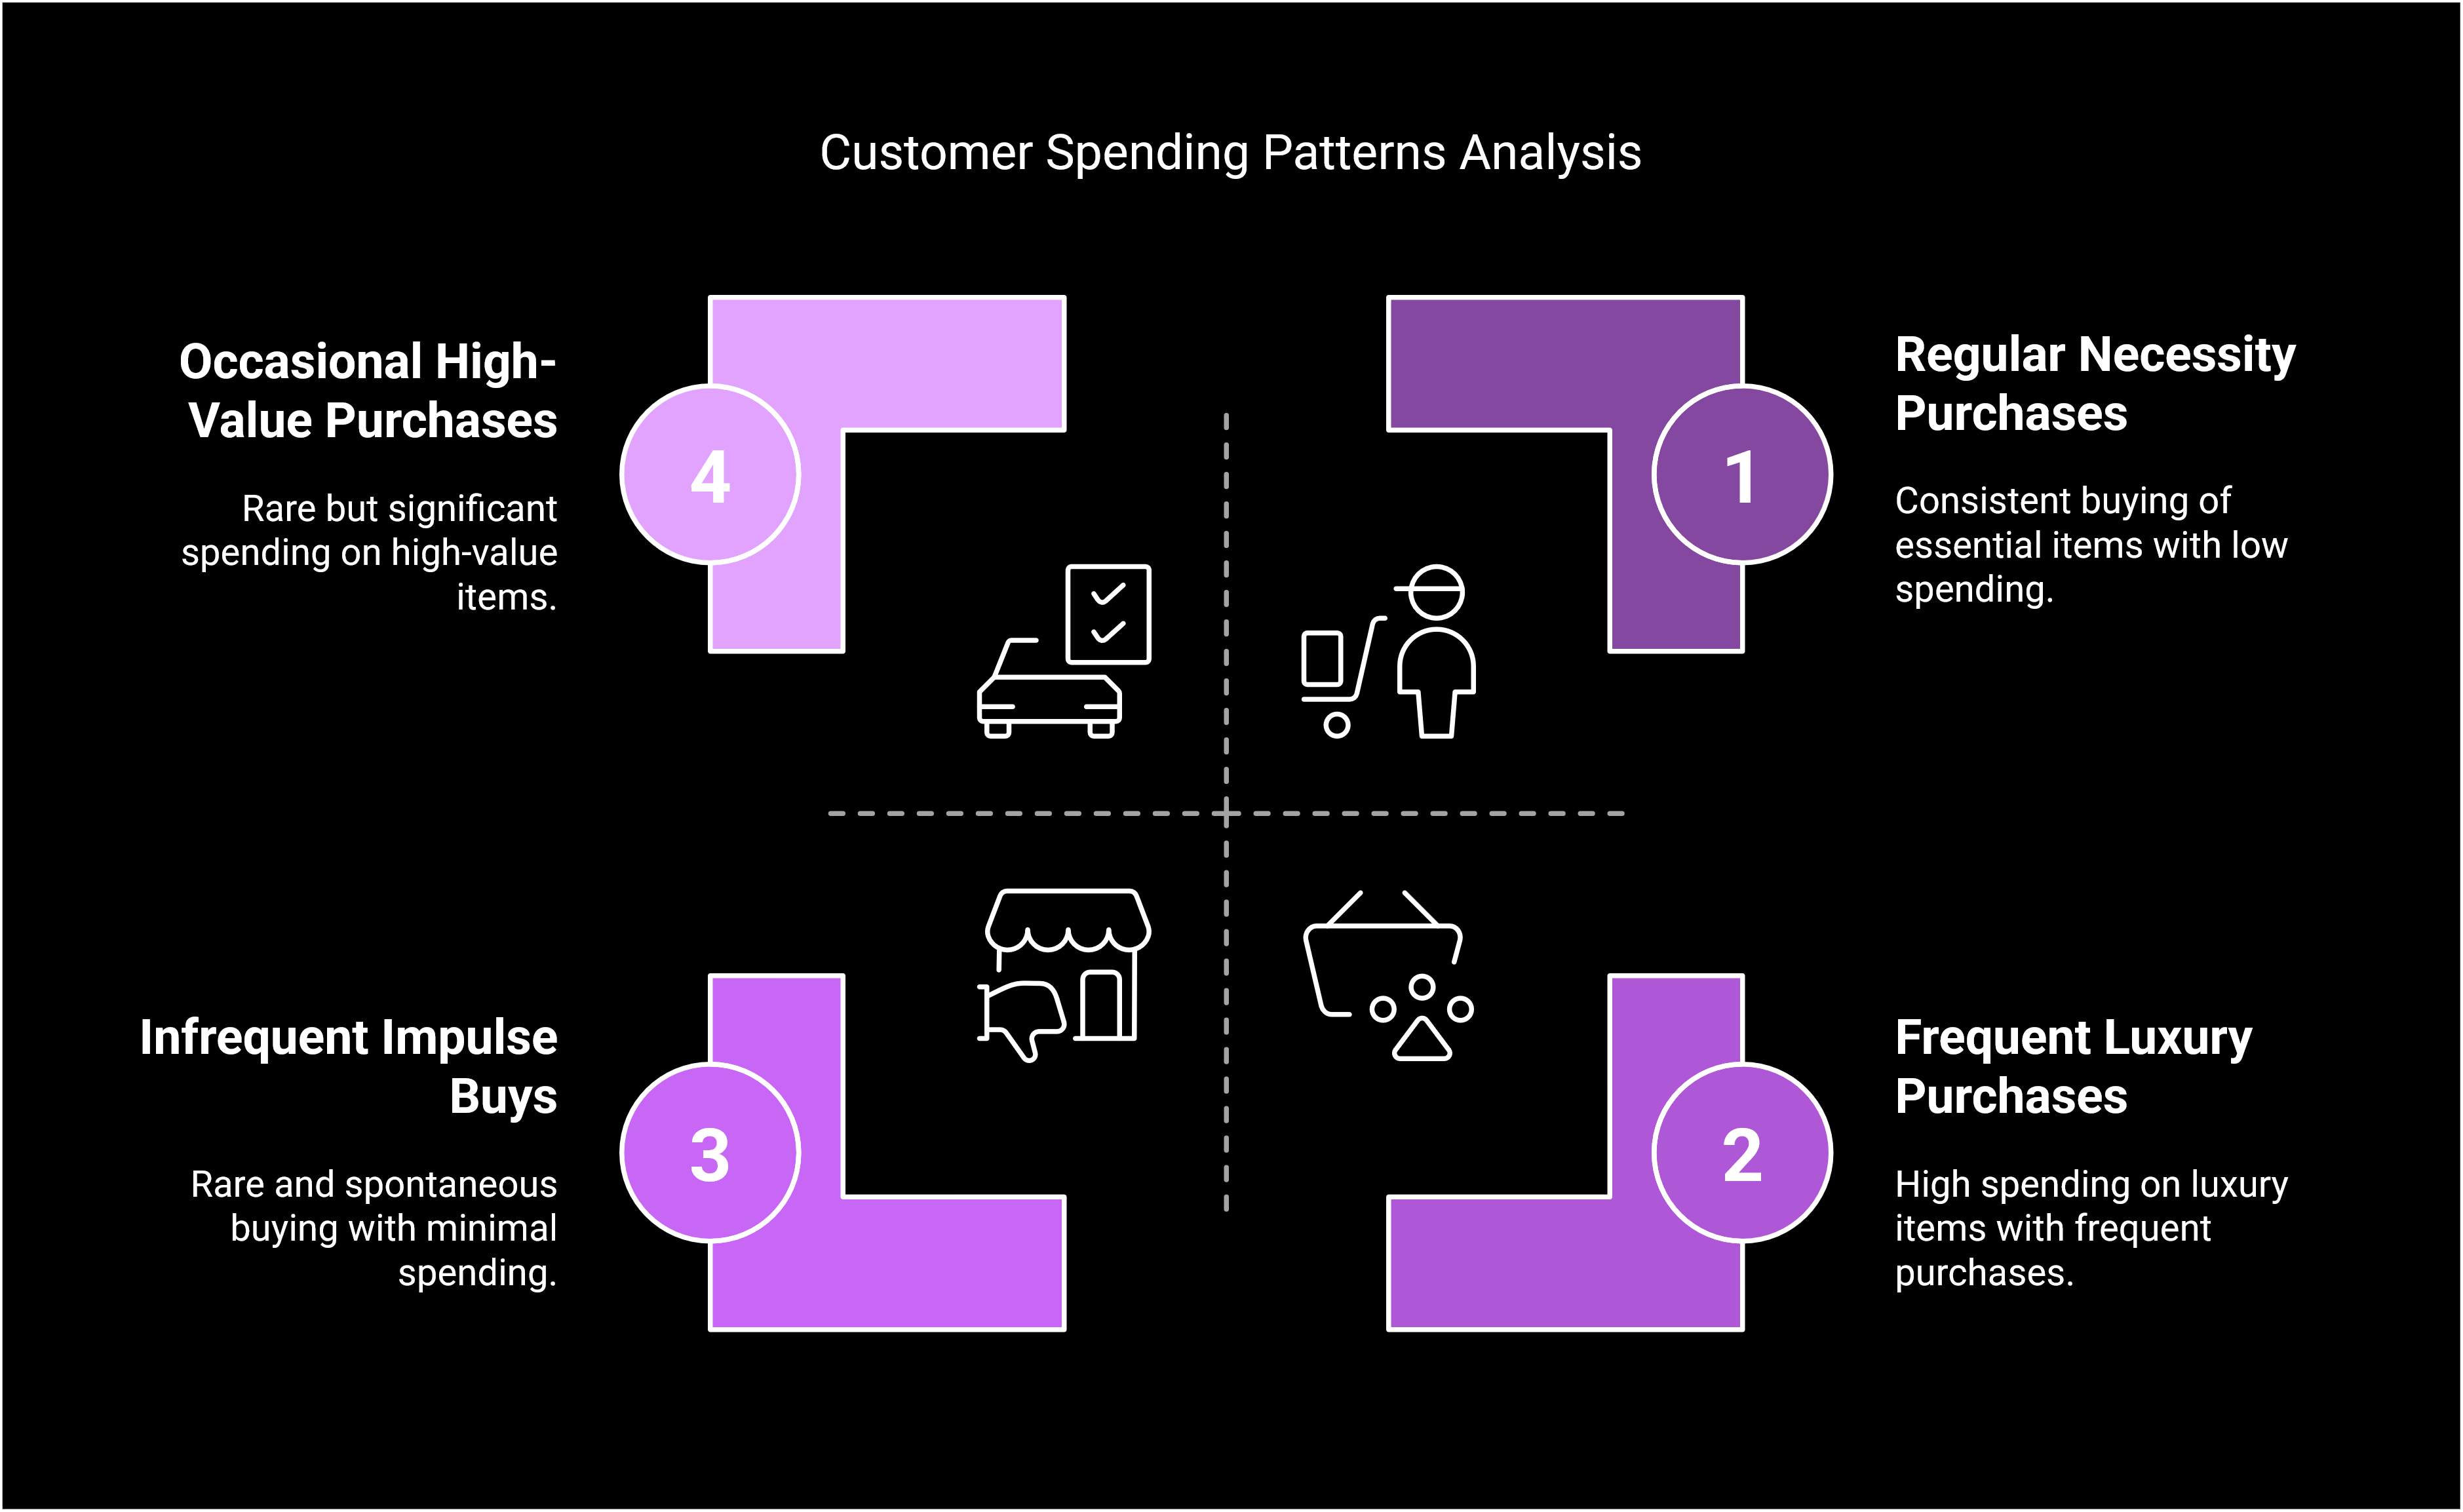 Customer Spending Patterns Analysis
Occasional High-
Value Purchases
Rare but significant
spending on high-value
items.
4
1
Regular Necessity
Purchases
Consistent buying of
essential items with low
spending.
Infrequent Impulse
Buys
Rare and spontaneous
buying with minimal
spending.
3
2
Frequent Luxury
Purchases
High spending on luxury
items with frequent
purchases.